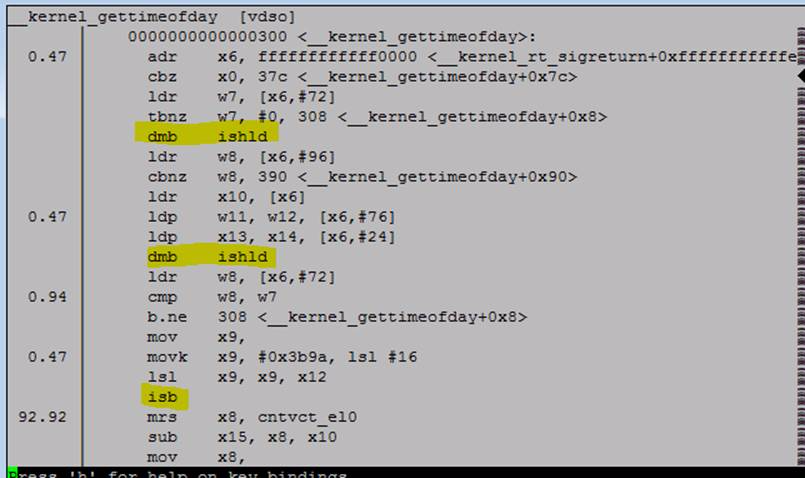 __kernel_gettimeofday [vdso]
0000000000000300 <__kernel_gettimeofday>:
0.47 adr x6, ffffffffffff0000 <__kernel_rt_sigreturn+0xfffffffffffe
cbz x0, 37c <__kernel_gettimeofday+0x7c>
ldr w7, [x6,#72]
tbnz w7, #0, 308 <__kernel_gettimeofday+0x8>
dmb ishld
ldr w8, [x6,#96]
cbnz w8, 390 <__kernel_gettimeofday+0x90>
ldr x10, [x6]
0.47 ldp w11, w12, [x6,#76]
ldp x13, x14, [x6,#24]
dmb ishld
ldr w8, [x6,#72]
0.94 cmp w8, w7
b.ne 308 <__kernel_gettimeofday+0x8>
mov x9,
0.47 movk x9, #0x3b9a, lsl #16
lsl x9, x9, x12
isb
92.92 mrs x8, cntvct_el0
sub x15, x8, x10
mov x8,
Press 'h' for help on key bindings